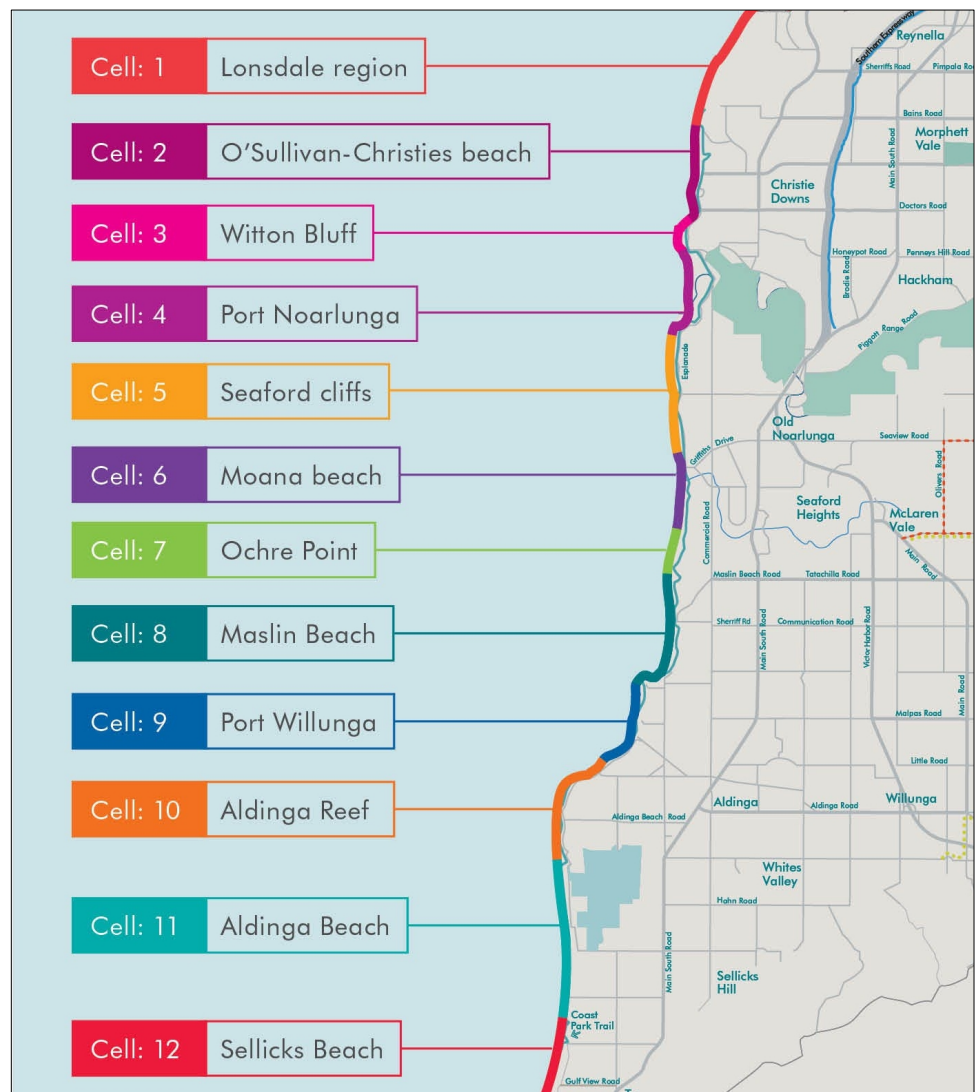 Cell: 1 Lonsdale region
Cell: 2 O'Sullivan-Christies beach
Cell: 3 Witton Bluff
Cell: 4 Port Noarlunga
Cell: 5 Seaford cliffs
Cell: 6 Moana beach
Cell: 7 Ochre Point
Cell: 8 Maslin Beach
Cell: 9 Port Willunga
Cell: 10 Aldinga Reef
Cell: 11 Aldinga Beach
Cell: 12 Sellicks Beach
Southern Expressway
Reynella
Sherriffs Road
Pimpala Roa
Bains Road
Morphett
Vale
Main South Road
Christie
Downs
Doctors Road
Honeypot Road
Penneys Hill Road
Brodie Road
Hackham
Piggott Range Road
Esplanade
Old
Noarlunga
Seaview Road
Griffiths Drive
Olivers Road
Seaford
Heights
McLaren
Vale
Commercial Road
Main Road
Maslin Beach Road
Tatachilla Road
Sherriff Rd
Communication Road
Main South Road
Victor Harbor Road
Main Road
Malpas Road
Little Road
Aldinga
Aldinga Road
Willunga
Aldinga Beach Road
Whites
Valley
Hahn Road
Main South Road
Sellicks
Hill
Coast
Park Trail
Gulf View Road